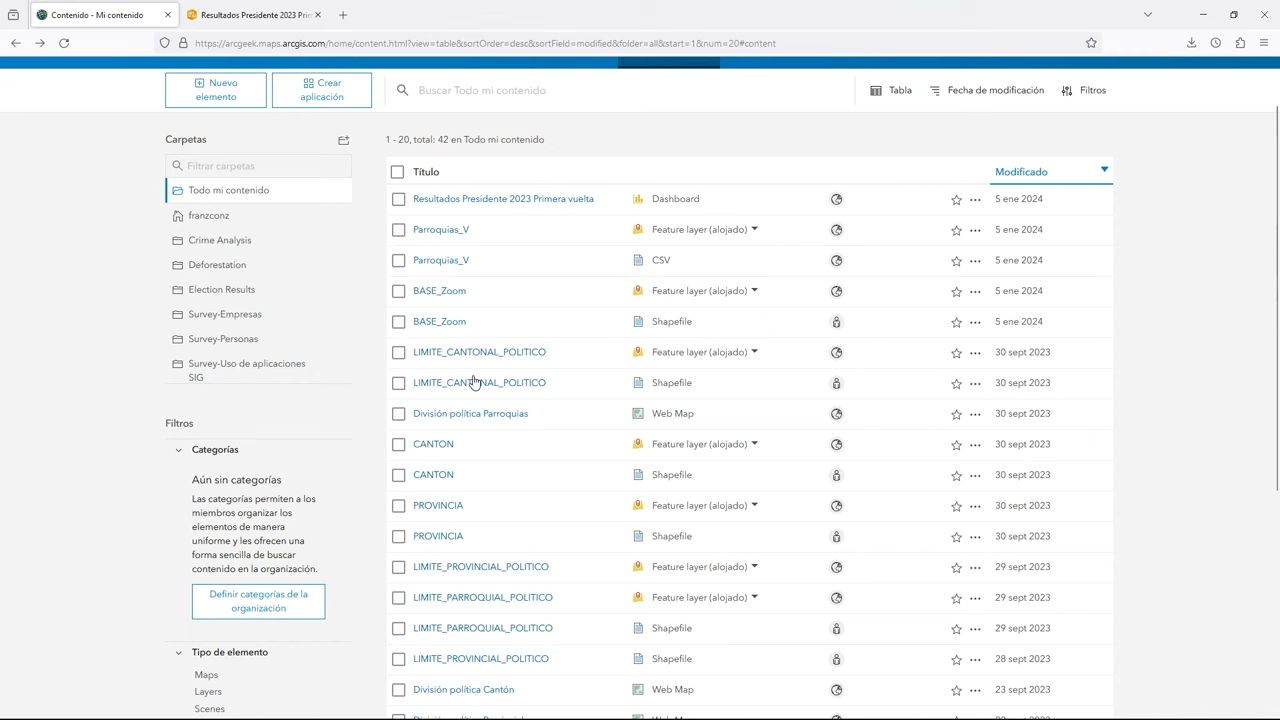 Contenido - Mi contenido
Resultados Presidente 2023 Prim
https://arcgeek.maps.arcgis.com/home/content.html?view=table&sortOrder=desc&sortField=modified&folder=all&start=1&num=20#content
Nuevo elemento
Crear aplicación
Buscar Todo mi contenido
Tabla
Fecha de modificación
Filtros
Carpetas
1 - 20, total: 42 en Todo mi contenido
Filtrar carpetas
Todo mi contenido
franzconz
Crime Analysis
Deforestation
Election Results
Survey-Empresas
Survey-Personas
Survey-Uso de aplicaciones
SIG
Filtros
Categorías
Aún sin categorías
Las categorías permiten a los
miembros organizar los
elementos de manera
uniforme y les ofrecen una
forma sencilla de buscar
contenido en la organización.
Definir categorías de la
organización
Tipo de elemento
Maps
Layers
Scenes
Título Modificado
Resultados Presidente 2023 Primera vuelta Dashboard 5 ene 2024
Parroquias_V Feature layer (alojado) 5 ene 2024
Parroquias_V CSV 5 ene 2024
BASE_Zoom Feature layer (alojado) 5 ene 2024
BASE_Zoom Shapefile 5 ene 2024
LIMITE_CANTONAL_POLITICO Feature layer (alojado) 30 sept 2023
LIMITE_CANTONAL_POLITICO Shapefile 30 sept 2023
División política Parroquias Web Map 30 sept 2023
CANTON Feature layer (alojado) 30 sept 2023
CANTON Shapefile 30 sept 2023
PROVINCIA Feature layer (alojado) 30 sept 2023
PROVINCIA Shapefile 30 sept 2023
LIMITE_PROVINCIAL_POLITICO Feature layer (alojado) 29 sept 2023
LIMITE_PARROQUIAL_POLITICO Feature layer (alojado) 29 sept 2023
LIMITE_PARROQUIAL_POLITICO Shapefile 29 sept 2023
LIMITE_PROVINCIAL_POLITICO Shapefile 28 sept 2023
División política Cantón Web Map 23 sept 2023